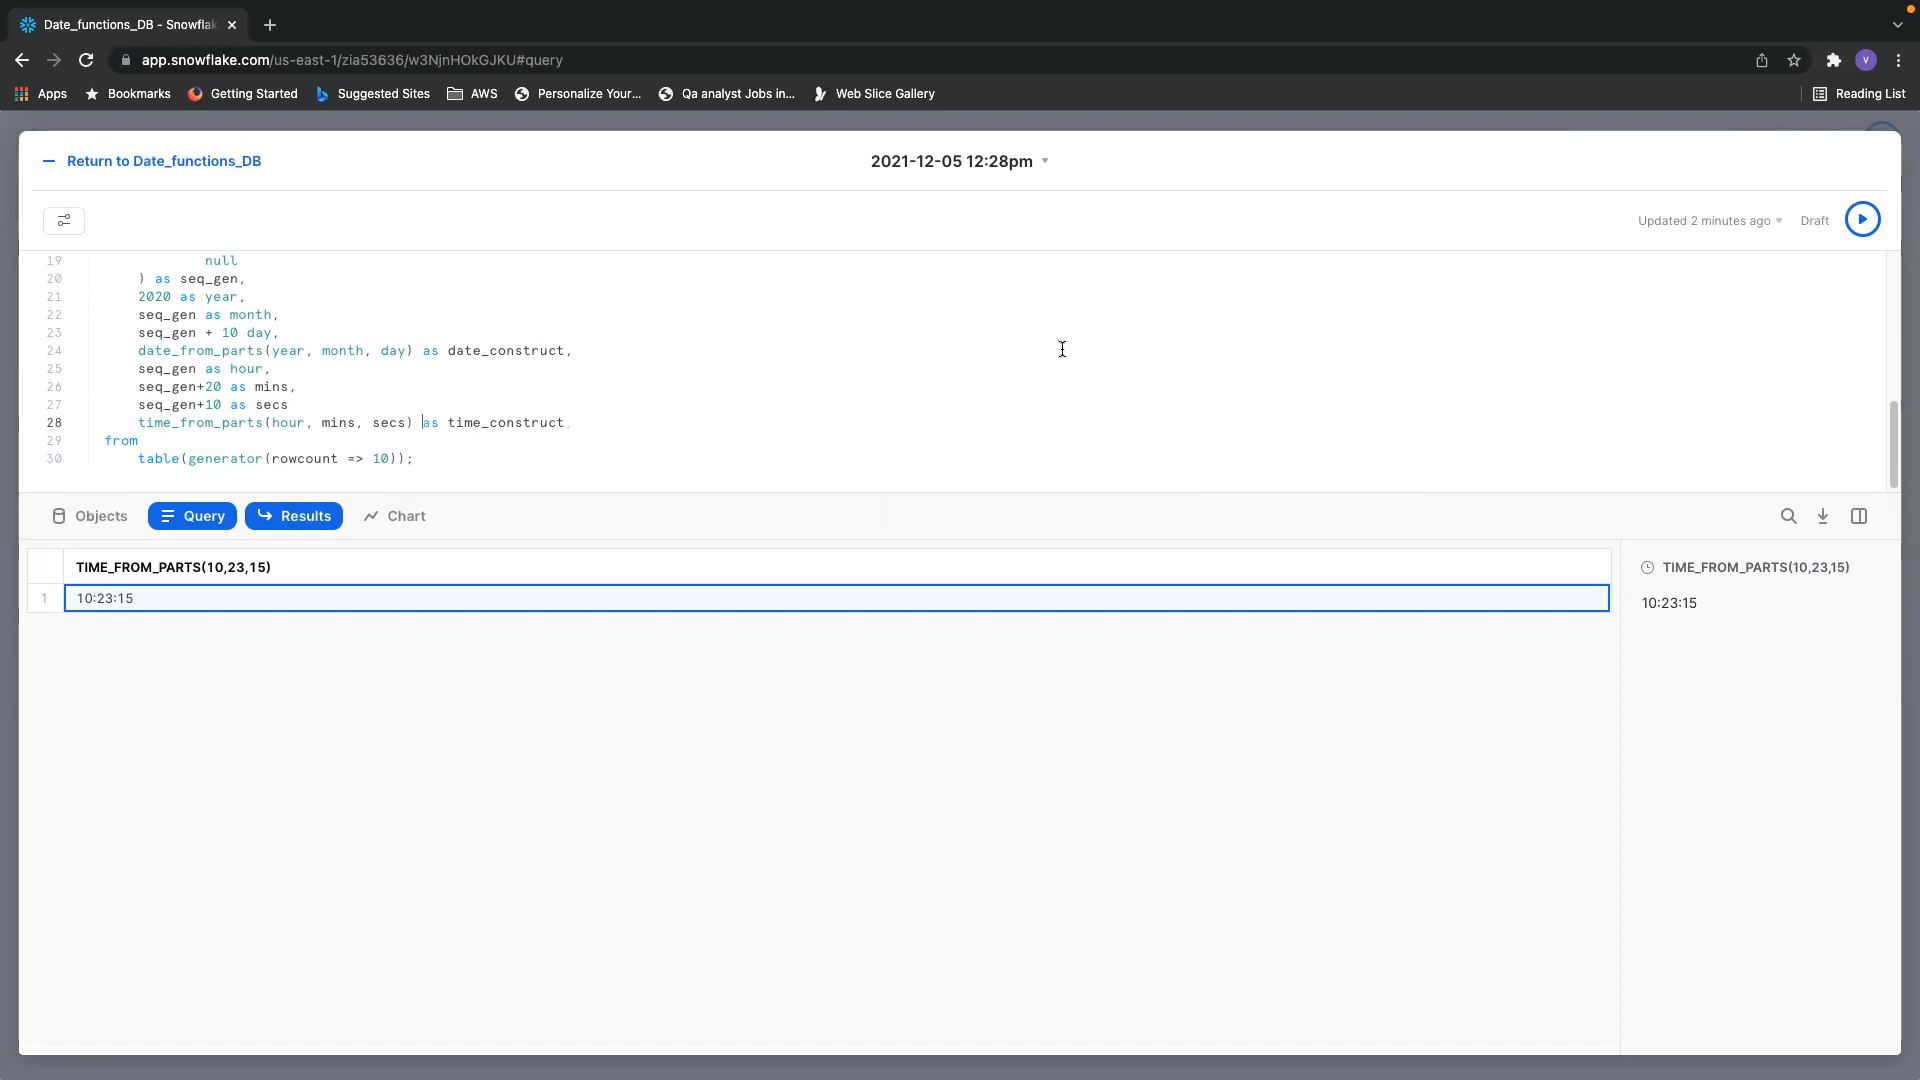 Date_functions_DB - Snowflak
app.snowflake.com/us-east-1/zia53636/w3NjnHOkGJKU#query
V
Apps Bookmarks Getting Started Suggested Sites AWS Personalize Your... Qa analyst Jobs in... Web Slice Gallery Reading List
Return to Date_functions_DB
2021-12-05 12:28pm
Updated 2 minutes ago Draft
19 null
20 ) as seq_gen,
21 2020 as year,
22 seq_gen as month,
23 seq_gen + 10 day,
24 date_from_parts(year, month, day) as date_construct,
25 seq_gen as hour,
26 seq_gen+20 as mins,
27 seq_gen+10 as secs
28 time_from_parts(hour, mins, secs) as time_construct,
29 from
30 table(generator(rowcount => 10));
Objects Query Results Chart
TIME_FROM_PARTS(10,23,15)
1 10:23:15
TIME_FROM_PARTS(10,23,15)
10:23:15